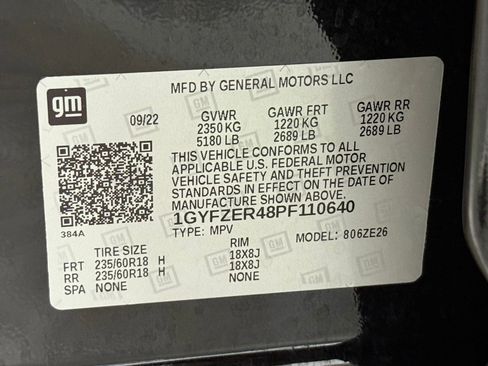 gm
MFD BY GENERAL MOTORS LLC
09/22 GVWR GAWR FRT GAWR RR
2350 KG 1220 KG 1220 KG
5180 LB 2689 LB 2689 LB
THIS VEHICLE CONFORMS TO ALL
APPLICABLE U.S. FEDERAL MOTOR
VEHICLE SAFETY AND THEFT PREVENTION
STANDARDS IN EFFECT ON THE DATE OF
MANUFACTURE SHOWN ABOVE.
384A
1GYFZER48PF110640
TYPE: MPV MODEL: 806ZE26
TIRE SIZE RIM
FRT 235/60R18 H 18X8J
RR 235/60R18 H 18X8J
SPA NONE NONE